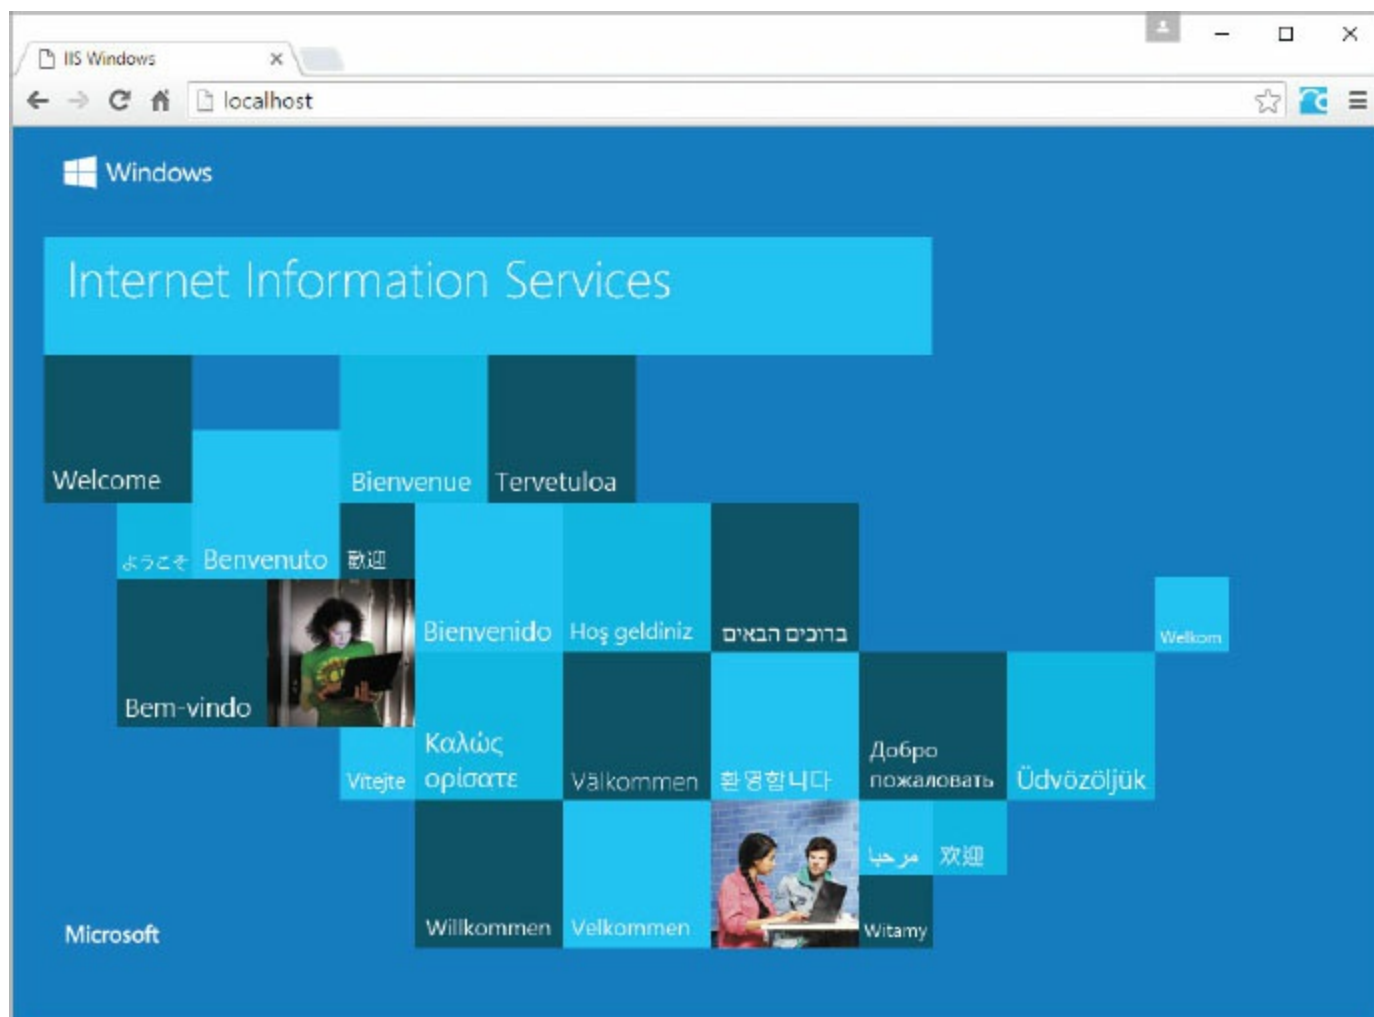 IIS Windows
localhost
Windows
Internet Information Services
Welcome
Bienvenue
Tervetuloa
ようこそ
Benvenuto
歡迎
Bienvenido
Hoş geldiniz
ברוכים הבאים
Welkom
Bem-vindo
Vítejte
Καλώς
ορίσατε
Välkommen
환영합니다
Добро
пожаловать
Üdvözöljük
Willkommen
Velkommen
مرحبا
欢迎
Witamy
Microsoft